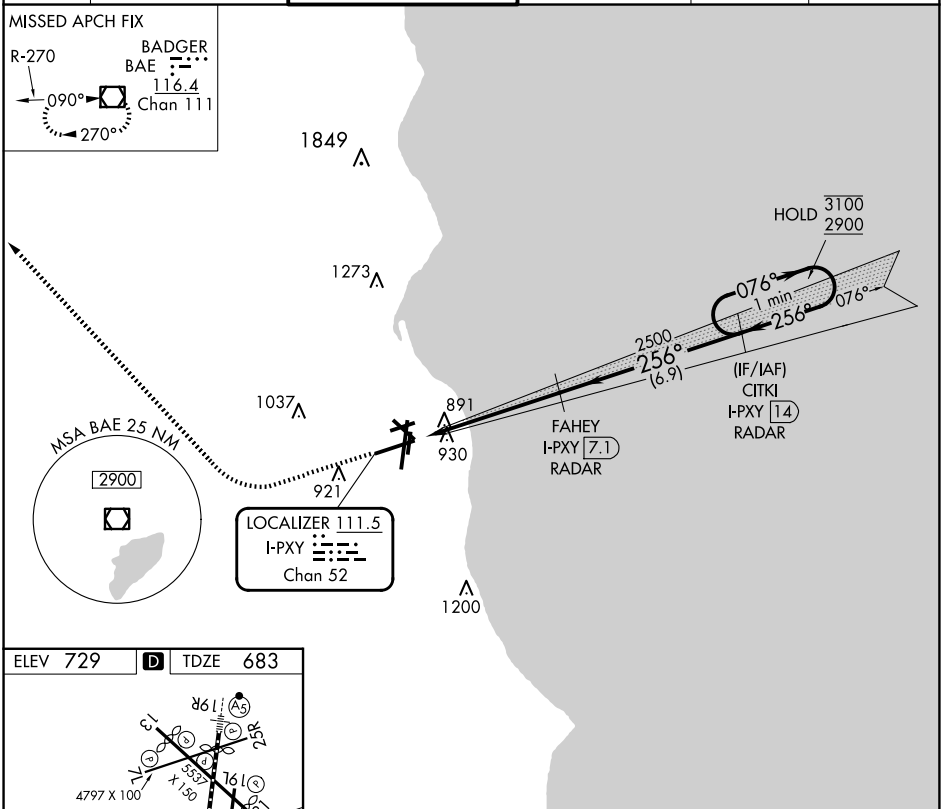 MISSED APCH FIX
R-270
BADGER
BAE
116.4
Chan 111
090°
270°
1849
1273
HOLD 3100
2900
076°
1 min
256°
076°
2500
256°
(6.9)
(IF/IAF)
CITKI
I-PXY 14
RADAR
FAHEY
I-PXY 7.1
RADAR
1037
891
930
921
MSA BAE 25 NM
2900
LOCALIZER 111.5
I-PXY
Chan 52
1200
ELEV 729 D TDZE 683
19R
A5
13
P
P
25R
P
P
7L
5537
X 150
19L
P
4797 X 100